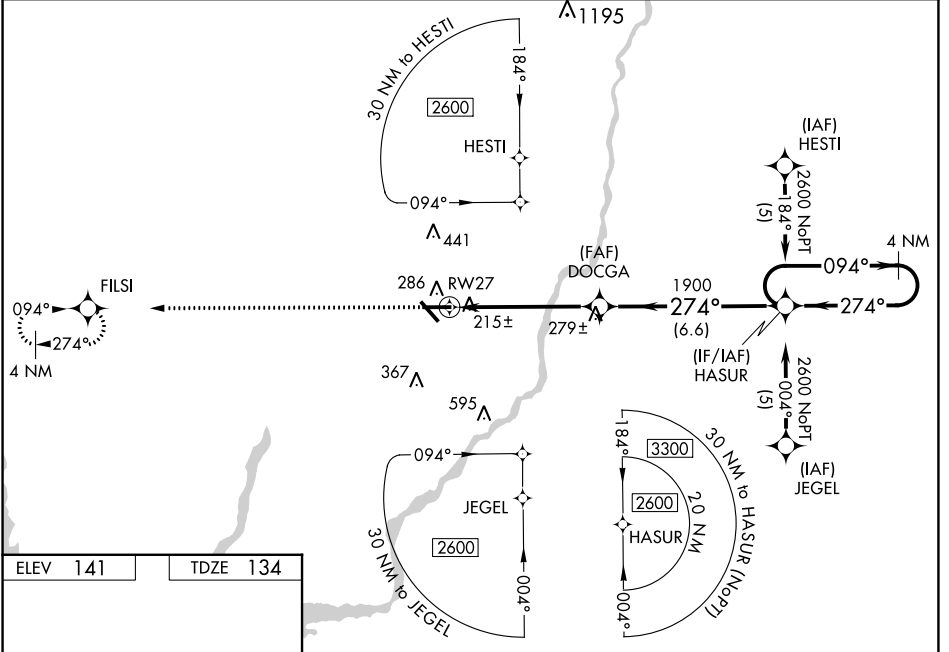 1195
30 NM to HESTI
184°
2600
HESTI
094°
(IAF)
HESTI
2600 NoPT
184°
(5)
4 NM
094°
441
(FAF)
DOCGA
286
RW27
FILSI
094°
274°
4 NM
215±
279±
1900
274°
(6.6)
274°
(IF/IAF)
HASUR
367
595
2600 NoPT
004°
(5)
(IAF)
JEGEL
094°
JEGEL
2600
004°
30 NM to JEGEL
184°
3300
30 NM to HASUR (NoPT)
2600
20 NM
HASUR
004°
ELEV 141
TDZE 134